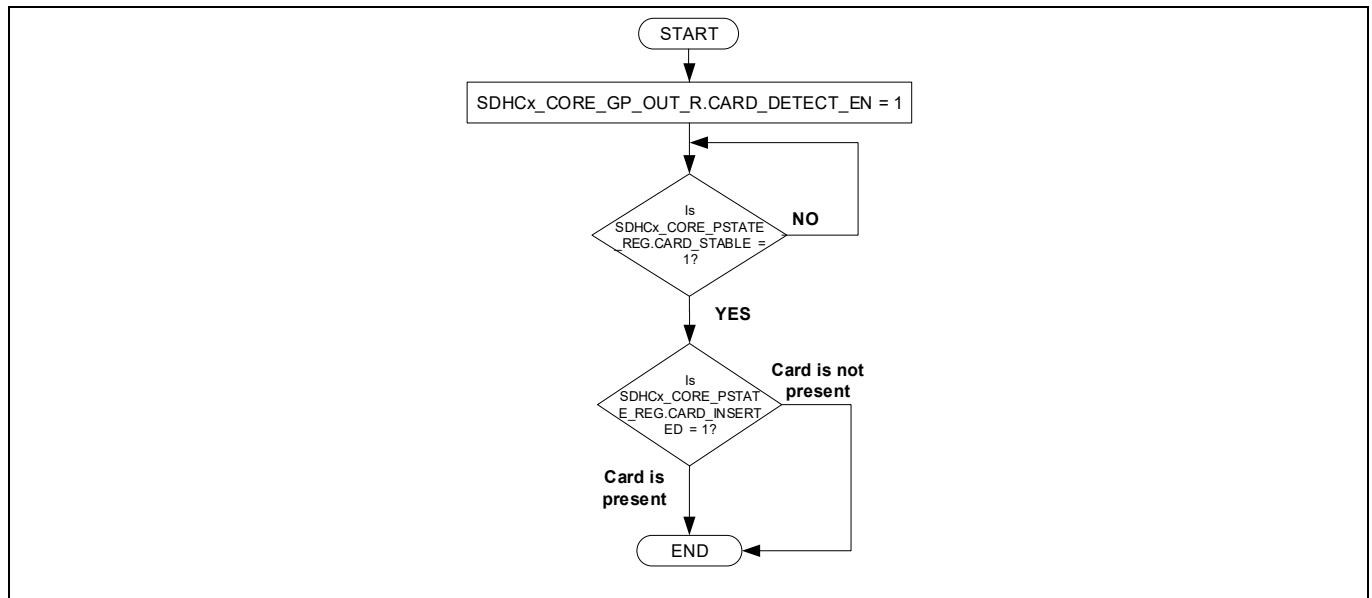 START
SDHCx_CORE_GP_OUT_R.CARD_DETECT_EN = 1
Is
SDHCx_CORE_PSTATE
_REG.CARD_STABLE =
1?
NO
YES
Is
SDHCx_CORE_PSTAT
E_REG.CARD_INSERT
ED = 1?
Card is not
present
Card is
present
END